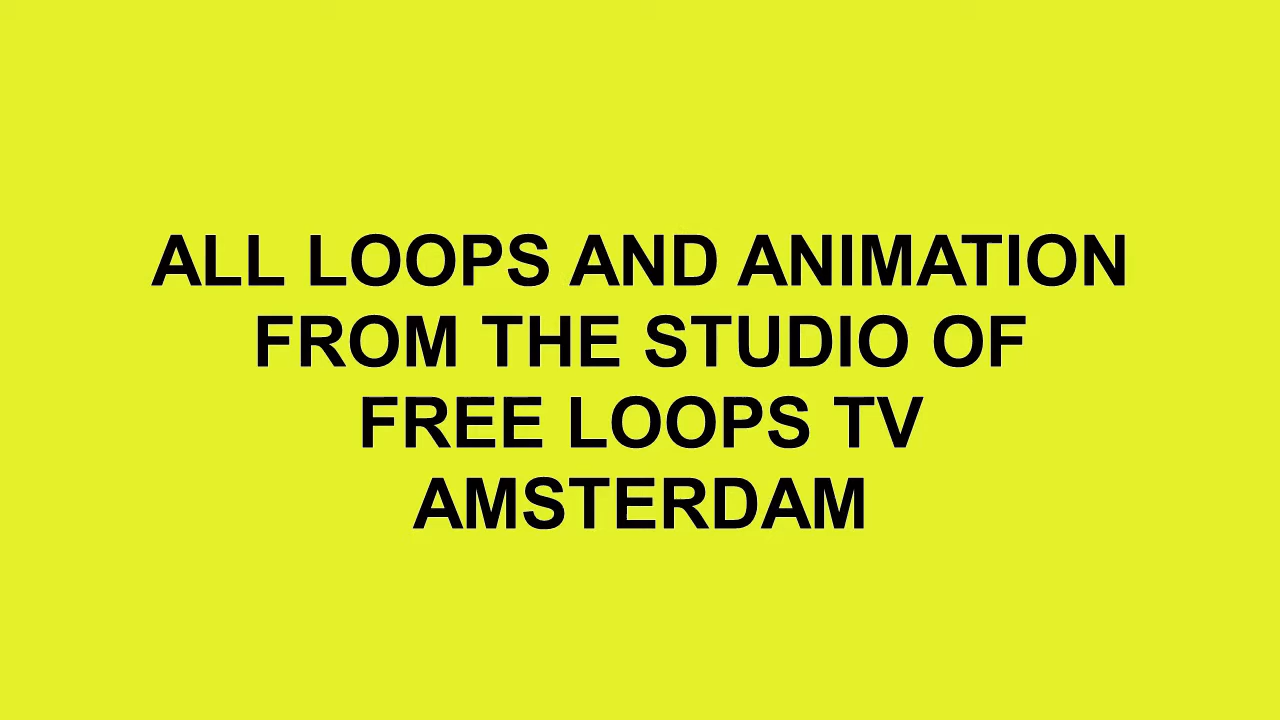 ALL LOOPS AND ANIMATION
FROM THE STUDIO OF
FREE LOOPS TV
AMSTERDAM